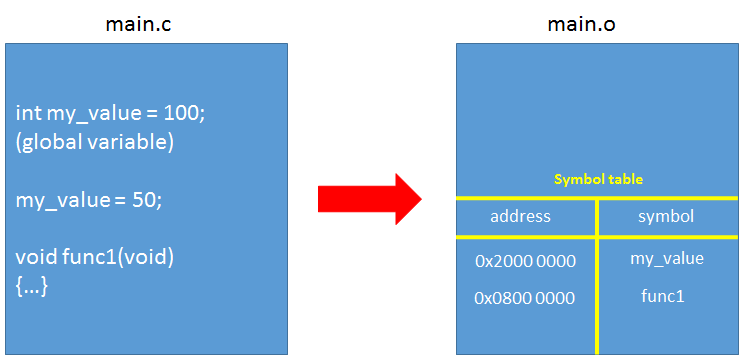 main.c
int my_value = 100;
(global variable)
my_value = 50;
void func1(void)
{...}
main.o
Symbol table
address symbol
0x2000 0000 my_value
0x0800 0000 func1